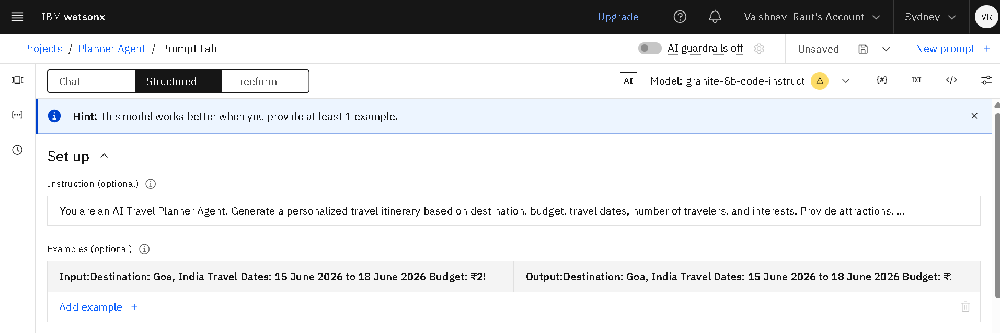 IBM watsonx
Upgrade
Vaishnavi Raut's Account
Sydney
VR
Projects / Planner Agent / Prompt Lab
AI guardrails off
Unsaved
New prompt +
Chat
Structured
Freeform
AI
Model: granite-8b-code-instruct
{#}
TXT
</>
Hint: This model works better when you provide at least 1 example.
Set up
Instruction (optional)
You are an AI Travel Planner Agent. Generate a personalized travel itinerary based on destination, budget, travel dates, number of travelers, and interests. Provide attractions, ...
Examples (optional)
Input:Destination: Goa, India Travel Dates: 15 June 2026 to 18 June 2026 Budget: ₹2
Output:Destination: Goa, India Travel Dates: 15 June 2026 to 18 June 2026 Budget: ₹
Add example +